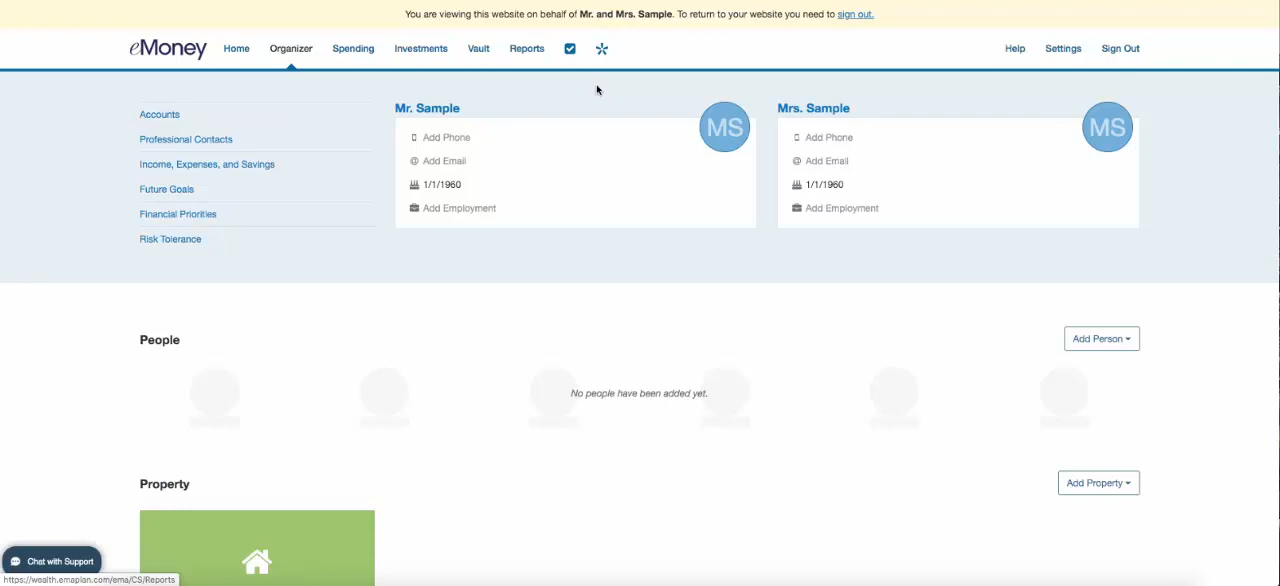 You are viewing this website on behalf of Mr. and Mrs. Sample. To return to your website you need to sign out.
eMoney Home Organizer Spending Investments Vault Reports Help Settings Sign Out
Accounts
Professional Contacts
Income, Expenses, and Savings
Future Goals
Financial Priorities
Risk Tolerance
Mr. Sample
MS
Add Phone
Add Email
1/1/1960
Add Employment
Mrs. Sample
MS
Add Phone
Add Email
1/1/1960
Add Employment
People
Add Person
No people have been added yet.
Property
Add Property
Chat with Support
https://wealth.emaplan.com/ema/CS/Reports